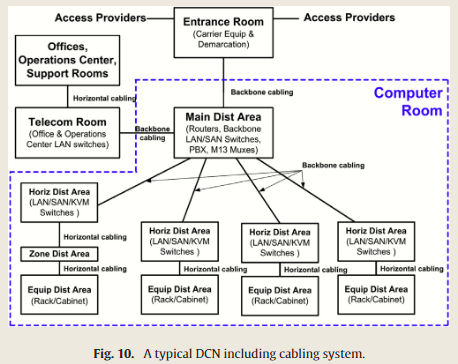 Access Providers
Entrance Room
(Carrier Equip &
Demarcation)
Access Providers
Offices,
Operations Center,
Support Rooms
Horizontal cabling
Backbone cabling
Computer
Room
Telecom Room
(Office & Operations
Center LAN switches)
Backbone
cabling
Main Dist Area
(Routers, Backbone
LAN/SAN Switches,
PBX, M13 Muxes)
Backbone cabling
Horiz Dist Area
(LAN/SAN/KVM
Switches )
Horizontal cabling
Zone Dist Area
Horizontal cabling
Equip Dist Area
(Rack/Cabinet)
Horiz Dist Area
(LAN/SAN/KVM
Switches )
Horizontal cabling
Equip Dist Area
(Rack/Cabinet)
Horiz Dist Area
(LAN/SAN/KVM
Switches )
Horizontal cabling
Equip Dist Area
(Rack/Cabinet)
Horiz Dist Area
(LAN/SAN/KVM
Switches )
Horizontal cabling
Equip Dist Area
(Rack/Cabinet)
Fig. 10. A typical DCN including cabling system.